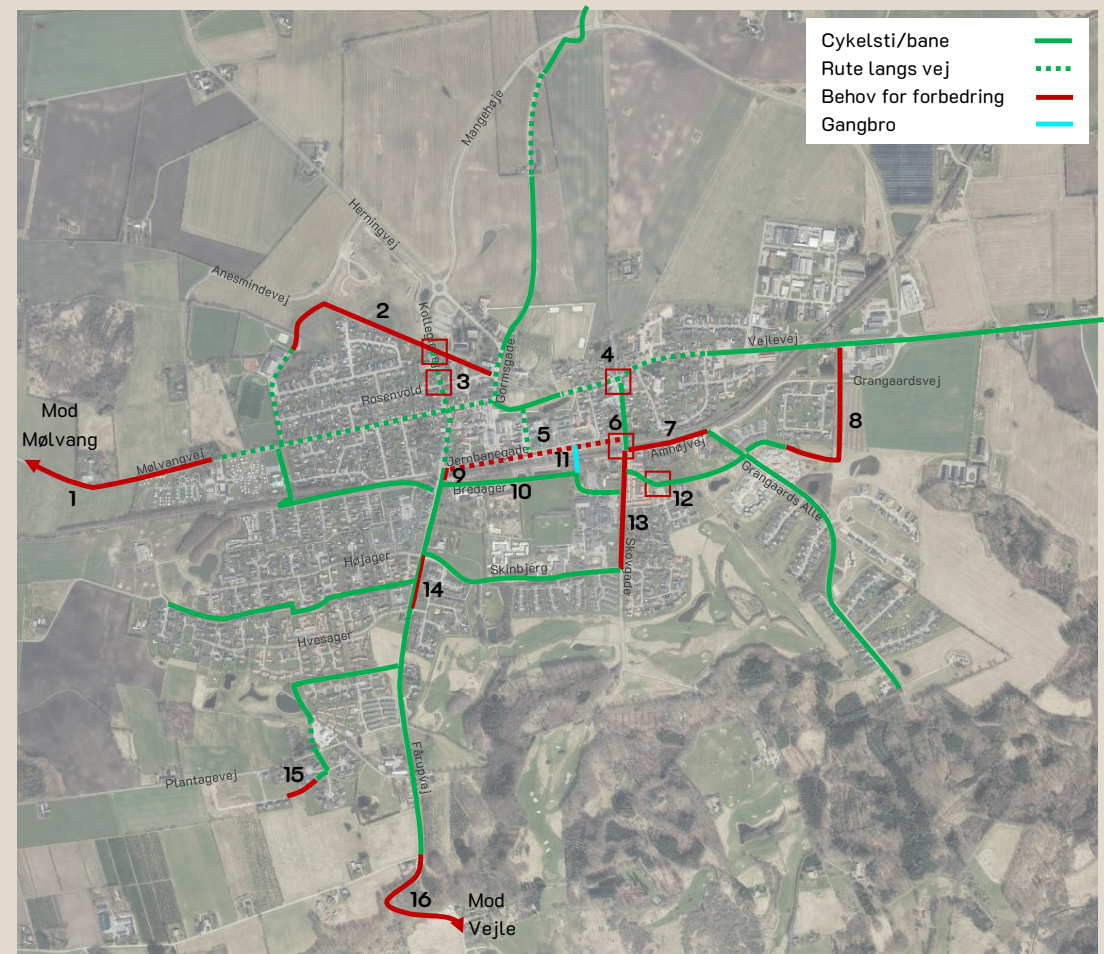 Cykelsti/bane
Rute langs vej
Behov for forbedring
Gangbro
Mangehøje
Herningvej
Anesmindevej
2
Kollegievej
Gormsgade
Vejlevej
4
3
Rosenvold
Grangaardsvej
Mod
Mølvang
8
6
7
5
Jernbanegade
Amhøjvej
Mølvangvej
11
1
9
10
Bredager
12
Grangaards Alle
13
Skovgade
Højager
Skinbjerg
14
Hvesager
Fårupvej
15
Plantagevej
16
Mod
Vejle